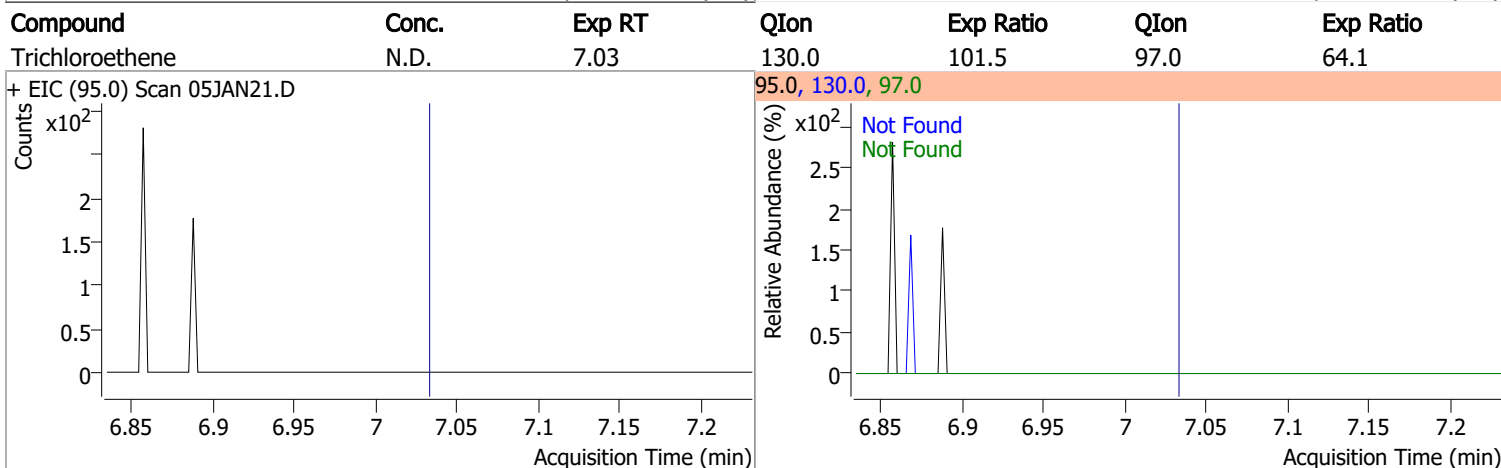 Compound Conc. Exp RT QIon Exp Ratio QIon Exp Ratio
Trichloroethene N.D. 7.03 130.0 101.5 97.0 64.1
+ EIC (95.0) Scan 05JAN21.D
Counts
x10²
2
1.5
1
0.5
0
6.85 6.9 6.95 7 7.05 7.1 7.15 7.2
Acquisition Time (min)
95.0, 130.0, 97.0
Relative Abundance (%)
x10²
Not Found
Not Found
2.5
2
1.5
1
0.5
0
6.85 6.9 6.95 7 7.05 7.1 7.15 7.2
Acquisition Time (min)